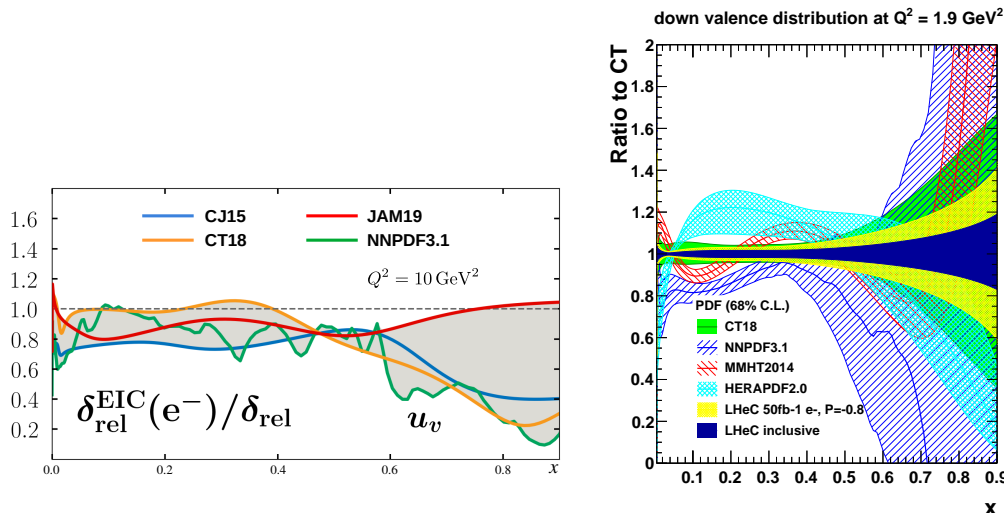 CJ15
CT18
JAM19
NNPDF3.1
Q² = 10 GeV²
1.6
1.4
1.2
1.0
0.8
0.6
0.4
0.2
δ_rel^EIC(e⁻)/δ_rel
u_v
0.0
0.2
0.4
0.6
0.8
x
down valence distribution at Q² = 1.9 GeV²
Ratio to CT
2
1.8
1.6
1.4
1.2
1
0.8
0.6
0.4
0.2
0
PDF (68% C.L.)
CT18
NNPDF3.1
MMHT2014
HERAPDF2.0
LHeC 50fb-1 e-, P=-0.8
LHeC inclusive
0.1
0.2
0.3
0.4
0.5
0.6
0.7
0.8
0.9
x